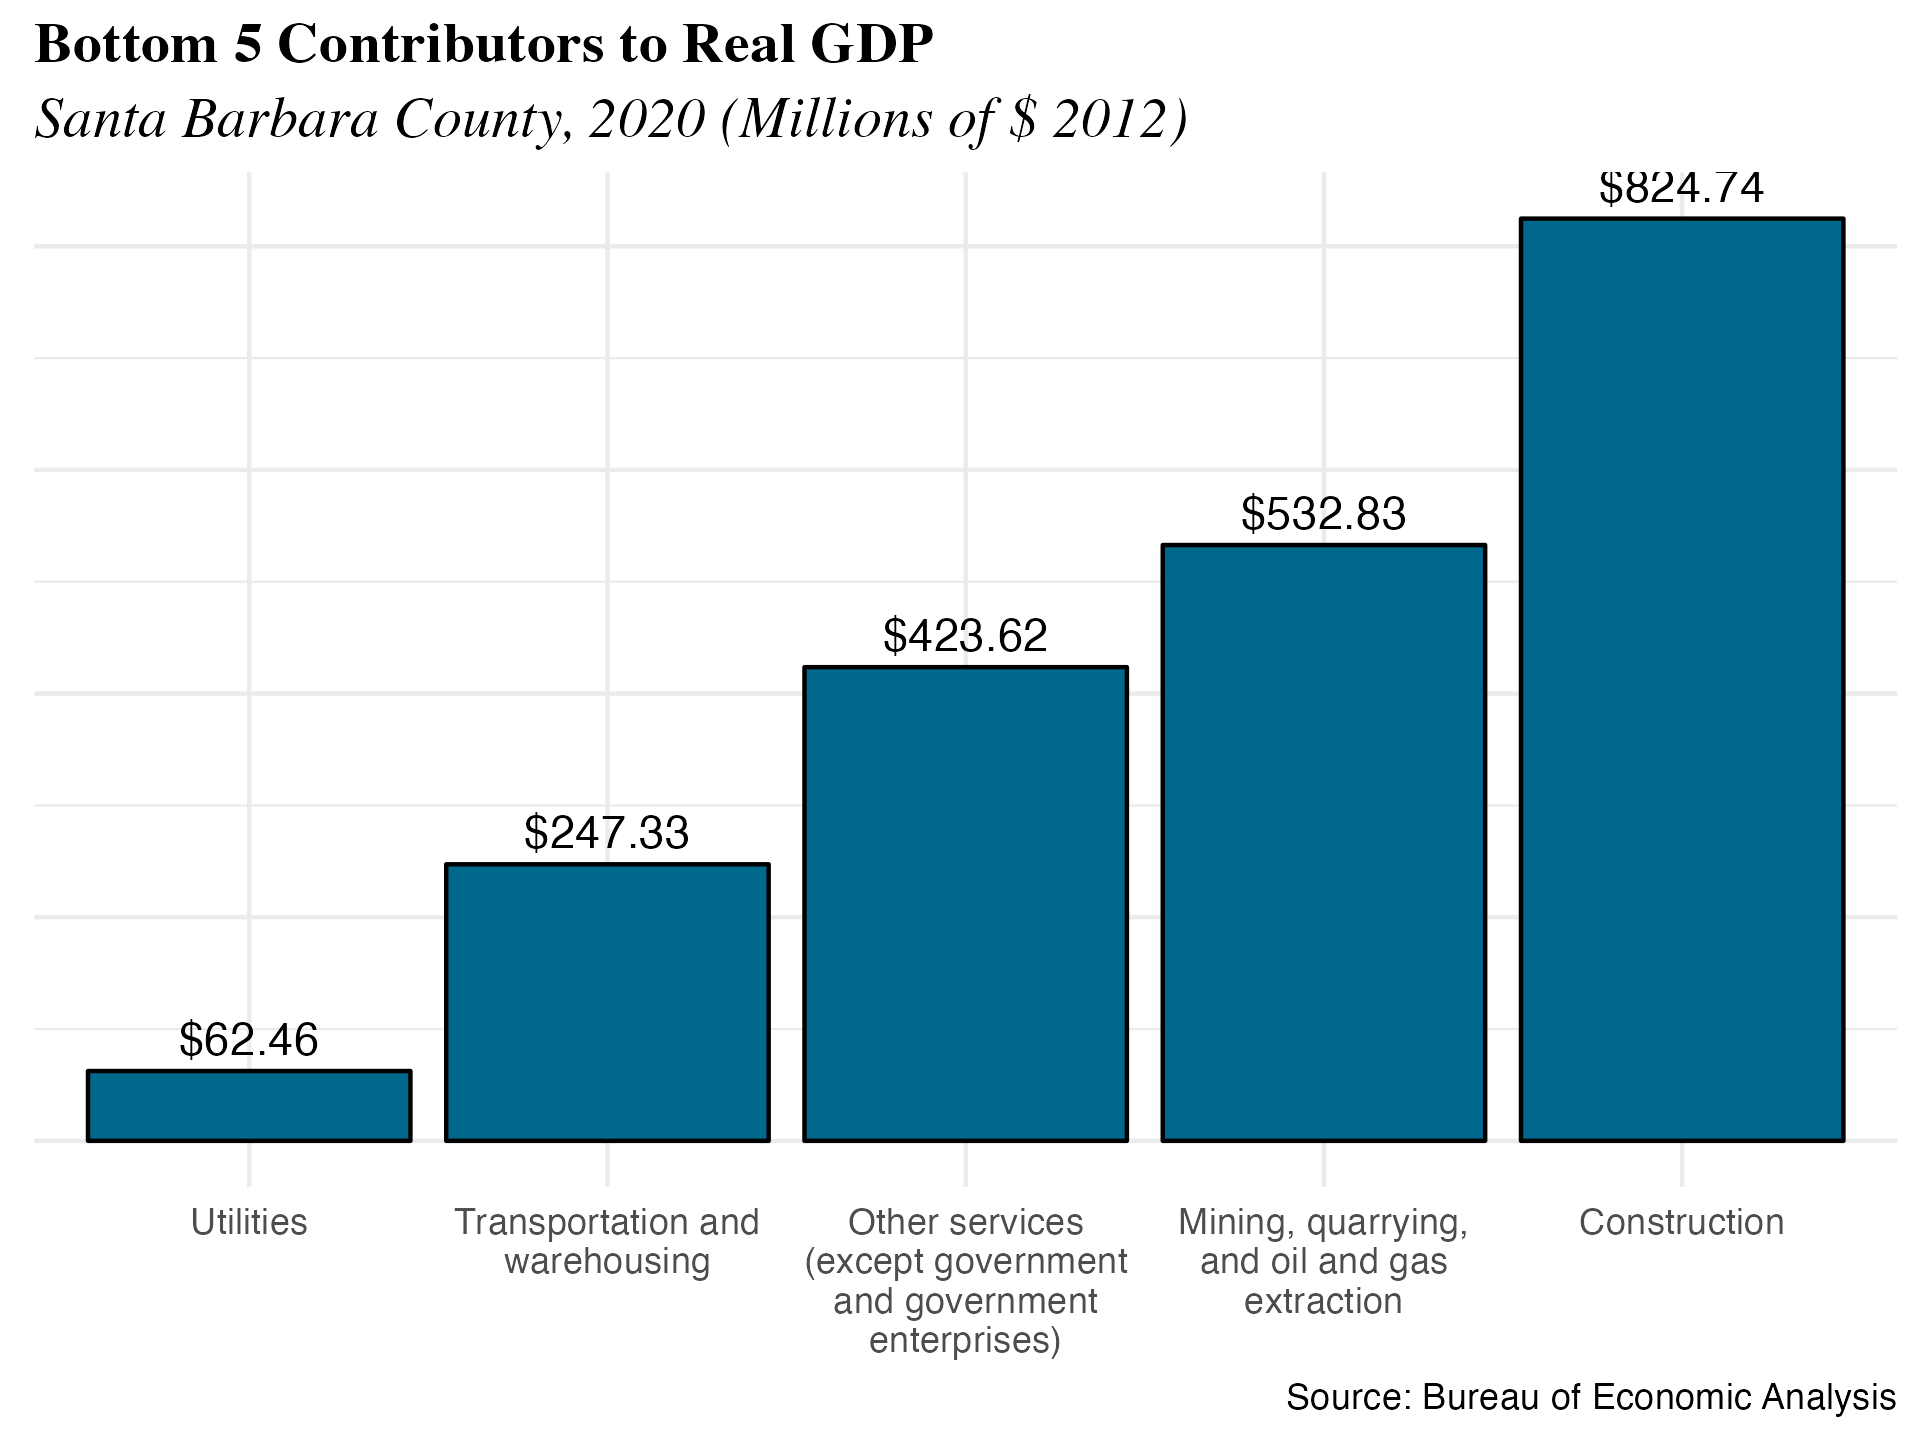 Bottom 5 Contributors to Real GDP
Santa Barbara County, 2020 (Millions of $ 2012)
$824.74
$532.83
$423.62
$247.33
$62.46
Utilities
Transportation and
warehousing
Other services
(except government
and government
enterprises)
Mining, quarrying,
and oil and gas
extraction
Construction
Source: Bureau of Economic Analysis